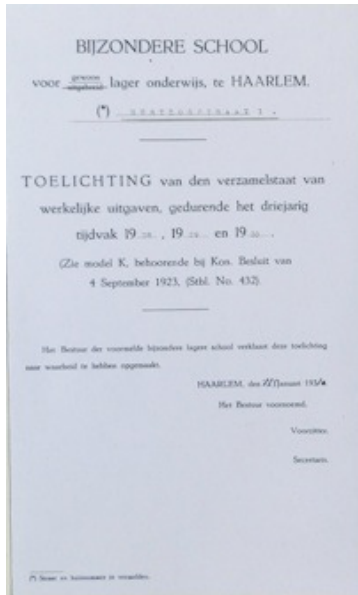 BIJZONDERE SCHOOL
voor gewoon uitgebreid lager onderwijs, te HAARLEM.
(*)
TOELICHTING van den verzamelstaat van
werkelijke uitgaven, gedurende het driejarig
tijdvak 19 , 19 en 19 .
(Zie model K, behoorende bij Kon. Besluit van
4 September 1923, (Stbl. No. 432).
Het Bestuur der voormelde bijzondere lagere school verklaart deze toelichting
naar waarheid te hebben opgemaakt.
HAARLEM, den Januari 193
Het Bestuur voornoemd,
Voorzitter.
Secretaris.
(*) Straat en huisnummer te vermelden.